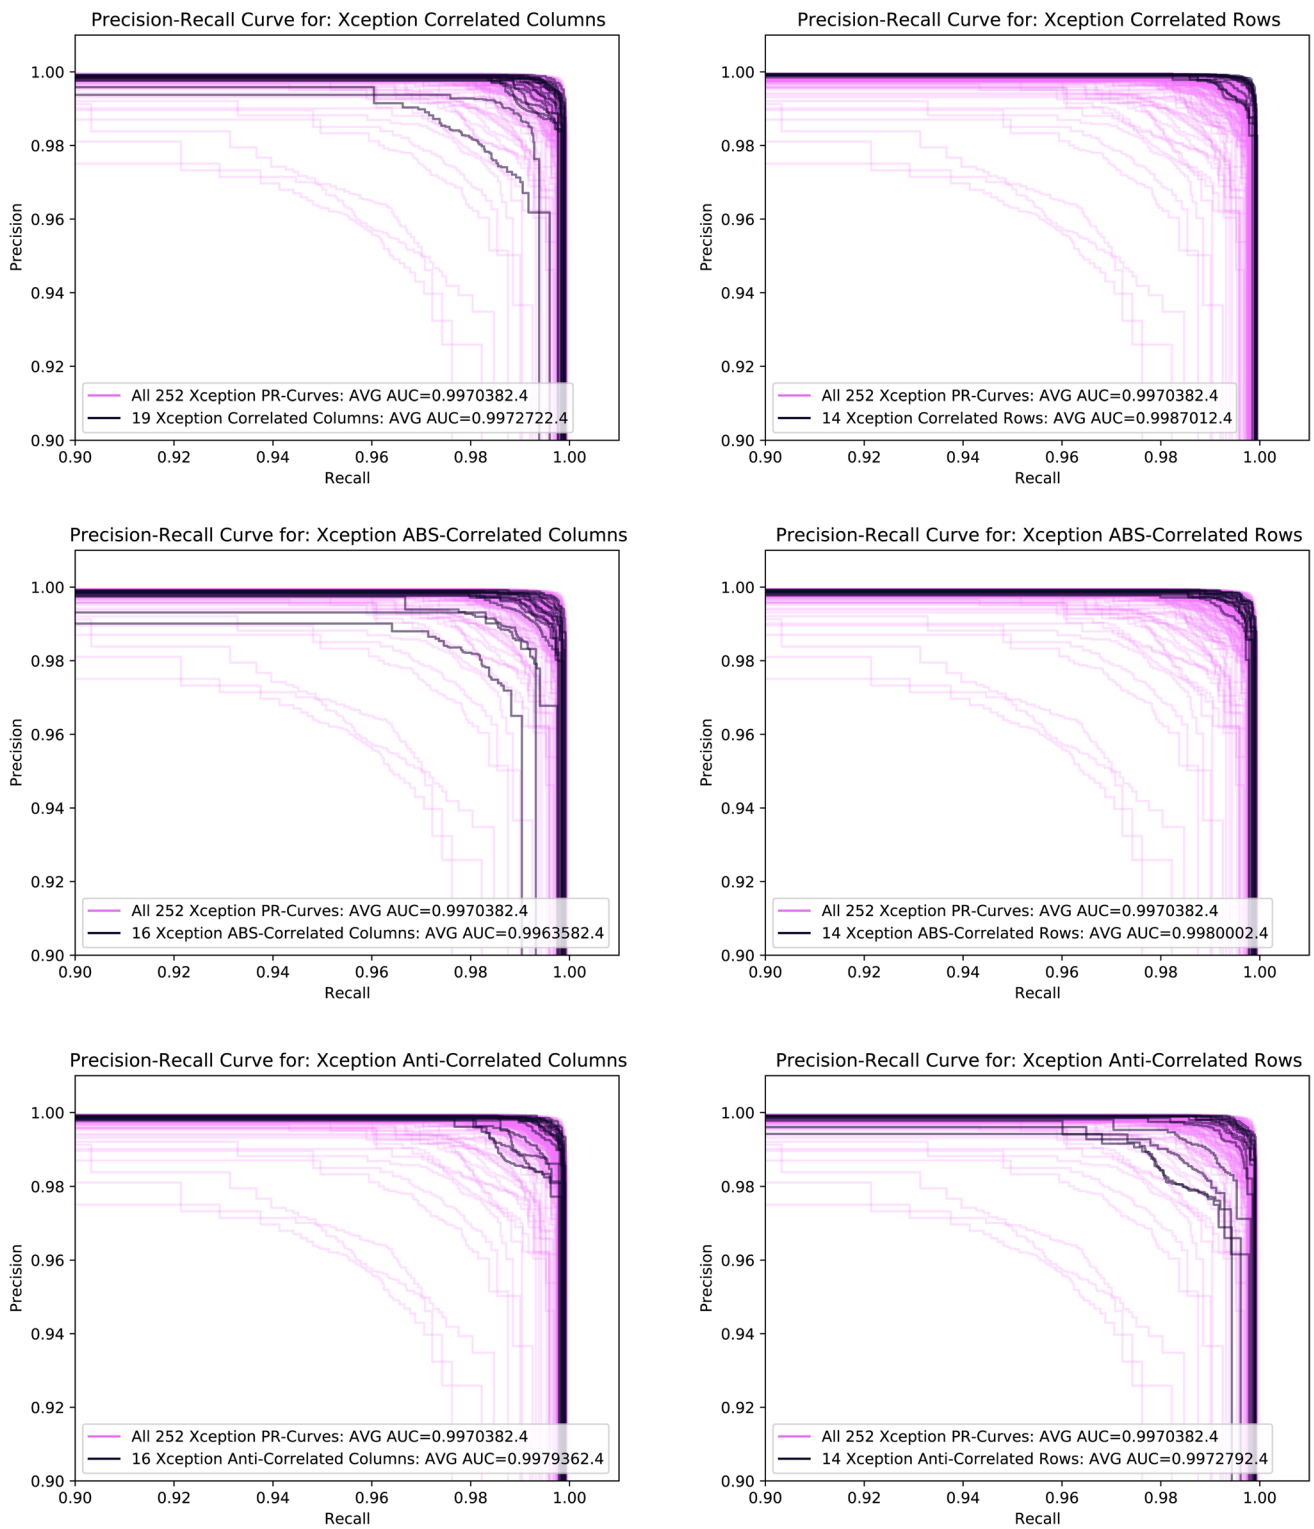 Precision-Recall Curve for: Xception Correlated Columns
1.00
0.98
0.96
0.94
0.92
0.90
Precision
All 252 Xception PR-Curves: AVG AUC=0.9970382.4
19 Xception Correlated Columns: AVG AUC=0.9972722.4
0.90 0.92 0.94 0.96 0.98 1.00
Recall
Precision-Recall Curve for: Xception Correlated Rows
1.00
0.98
0.96
0.94
0.92
0.90
Precision
All 252 Xception PR-Curves: AVG AUC=0.9970382.4
14 Xception Correlated Rows: AVG AUC=0.9987012.4
0.90 0.92 0.94 0.96 0.98 1.00
Recall
Precision-Recall Curve for: Xception ABS-Correlated Columns
1.00
0.98
0.96
0.94
0.92
0.90
Precision
All 252 Xception PR-Curves: AVG AUC=0.9970382.4
16 Xception ABS-Correlated Columns: AVG AUC=0.9963582.4
0.90 0.92 0.94 0.96 0.98 1.00
Recall
Precision-Recall Curve for: Xception ABS-Correlated Rows
1.00
0.98
0.96
0.94
0.92
0.90
Precision
All 252 Xception PR-Curves: AVG AUC=0.9970382.4
14 Xception ABS-Correlated Rows: AVG AUC=0.9980002.4
0.90 0.92 0.94 0.96 0.98 1.00
Recall
Precision-Recall Curve for: Xception Anti-Correlated Columns
1.00
0.98
0.96
0.94
0.92
0.90
Precision
All 252 Xception PR-Curves: AVG AUC=0.9970382.4
16 Xception Anti-Correlated Columns: AVG AUC=0.9979362.4
0.90 0.92 0.94 0.96 0.98 1.00
Recall
Precision-Recall Curve for: Xception Anti-Correlated Rows
1.00
0.98
0.96
0.94
0.92
0.90
Precision
All 252 Xception PR-Curves: AVG AUC=0.9970382.4
14 Xception Anti-Correlated Rows: AVG AUC=0.9972792.4
0.90 0.92 0.94 0.96 0.98 1.00
Recall